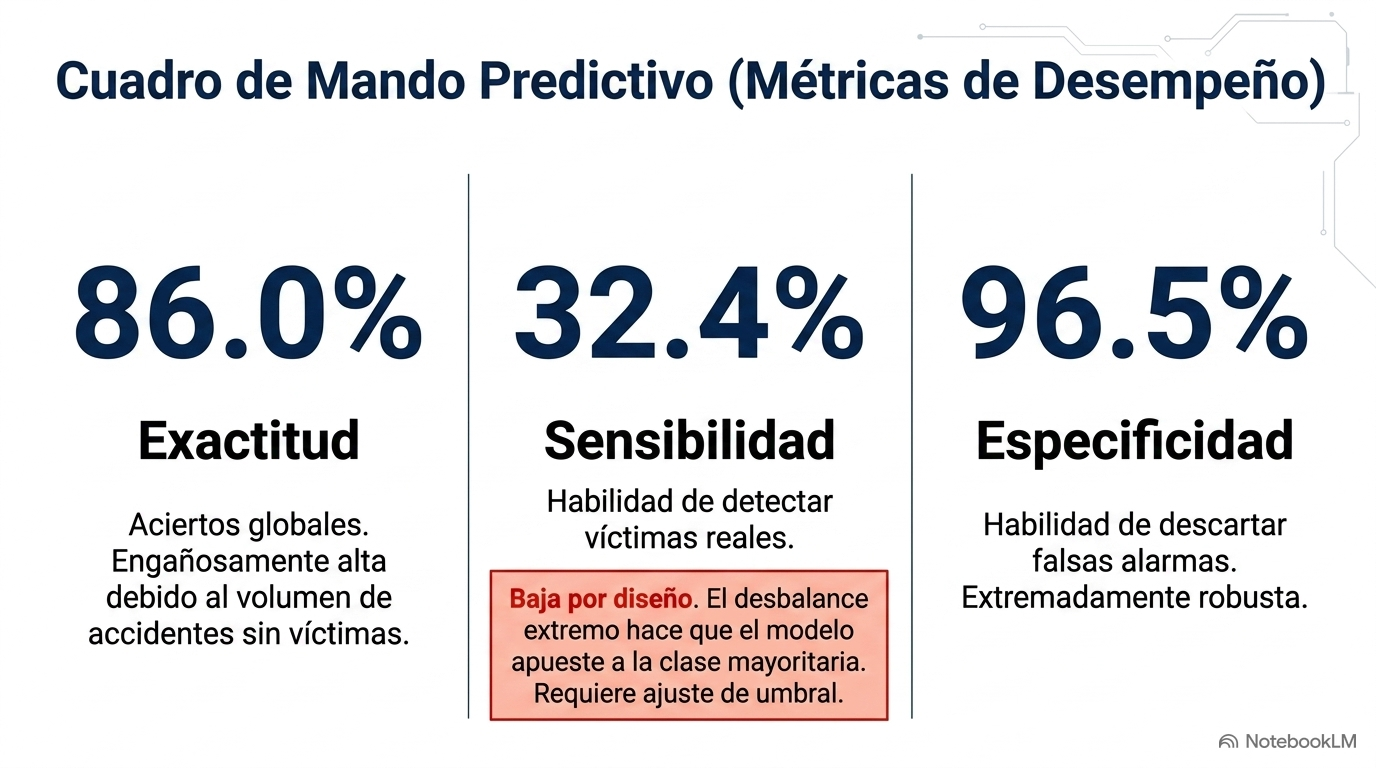 Cuadro de Mando Predictivo (Métricas de Desempeño)
86.0%
Exactitud
Aciertos globales.
Engañosamente alta
debido al volumen de
accidentes sin víctimas.
32.4%
Sensibilidad
Habilidad de detectar
víctimas reales.
Baja por diseño. El desbalance
extremo hace que el modelo
apueste a la clase mayoritaria.
Requiere ajuste de umbral.
96.5%
Especificidad
Habilidad de descartar
falsas alarmas.
Extremadamente robusta.
NotebookLM